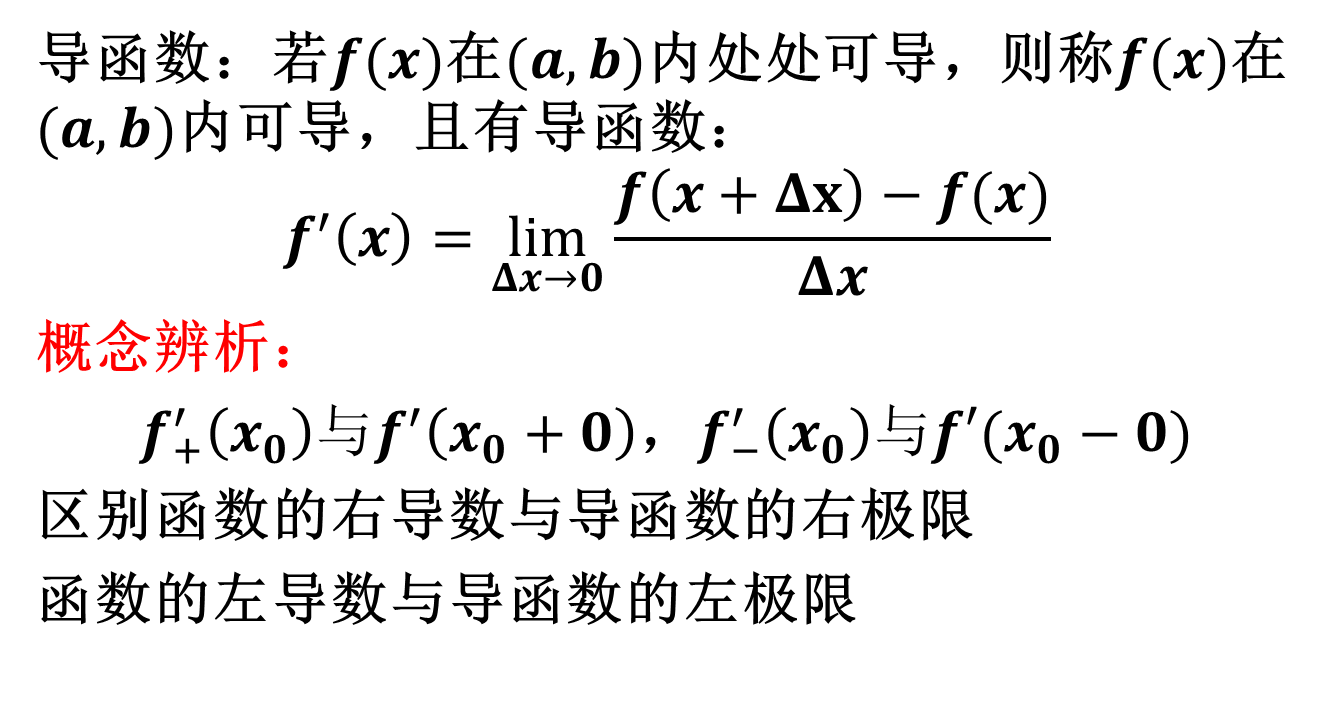 导函数：若f(x)在(a,b)内处处可导，则称f(x)在
(a,b)内可导，且有导函数：
f′(x) = lim_{Δx→0} \frac{f(x + Δx) − f(x)}{Δx}
概念辨析：
f′₊(x₀)与f′(x₀ + 0)，f′₋(x₀)与f′(x₀ − 0)
区别函数的右导数与导函数的右极限
函数的左导数与导函数的左极限